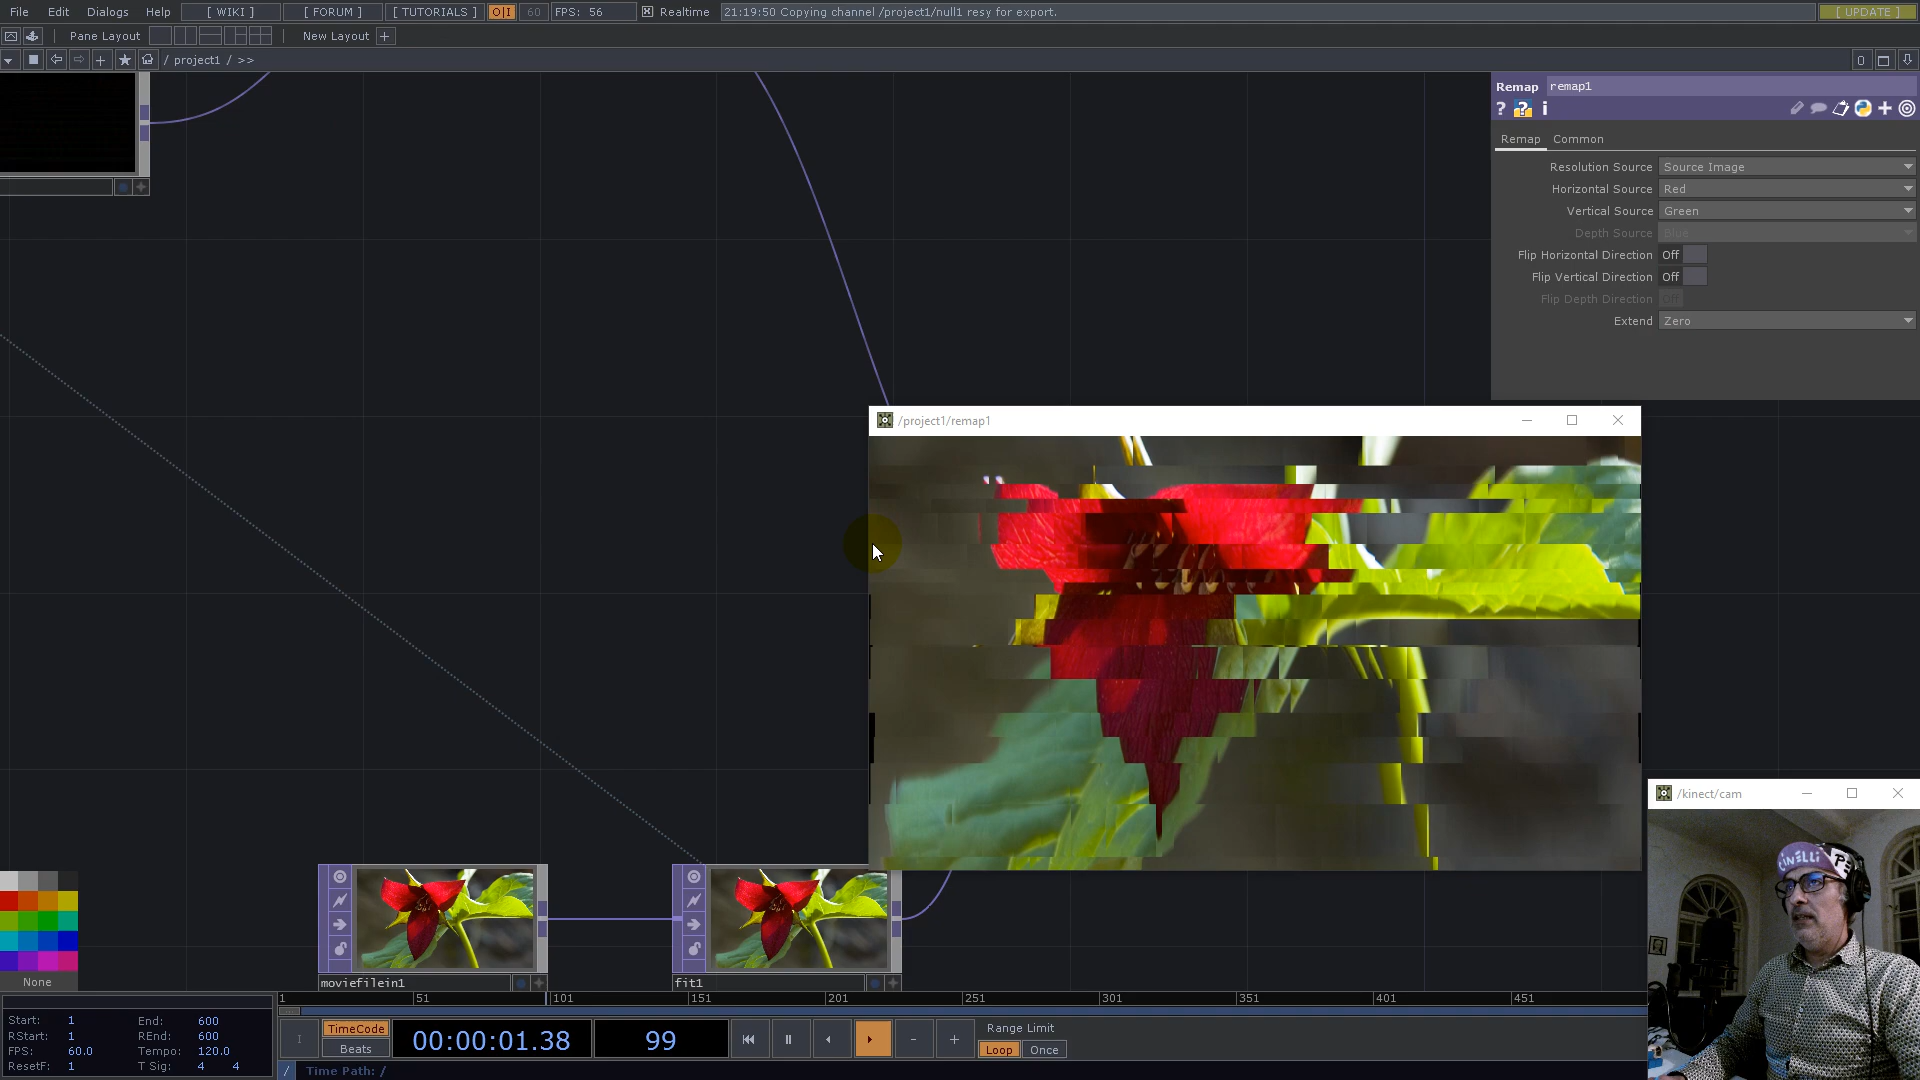 File Edit Dialogs Help [ WIKI ] [ FORUM ] [ TUTORIALS ] O|I 60 FPS: 56 Realtime 21:19:50 Copying channel /project1/null1 resy for export. [ UPDATE ]
Pane Layout New Layout +
/ project1 / >> 0
Remap remap1
? ? i
Remap Common
Resolution Source Source Image
Horizontal Source Red
Vertical Source Green
Depth Source Blue
Flip Horizontal Direction Off
Flip Vertical Direction Off
Flip Depth Direction Off
Extend Zero
/project1/remap1
/kinect/cam
CINELLI
None
moviefilein1
fit1
1 51 101 151 201 251 301 351 401 451
Start: 1 End: 600
RStart: 1 REnd: 600
FPS: 60.0 Tempo: 120.0
ResetF: 1 T Sig: 4 4
I
TimeCode
Beats
00:00:01.38
99
- +
Range Limit
Loop Once
/ Time Path: /